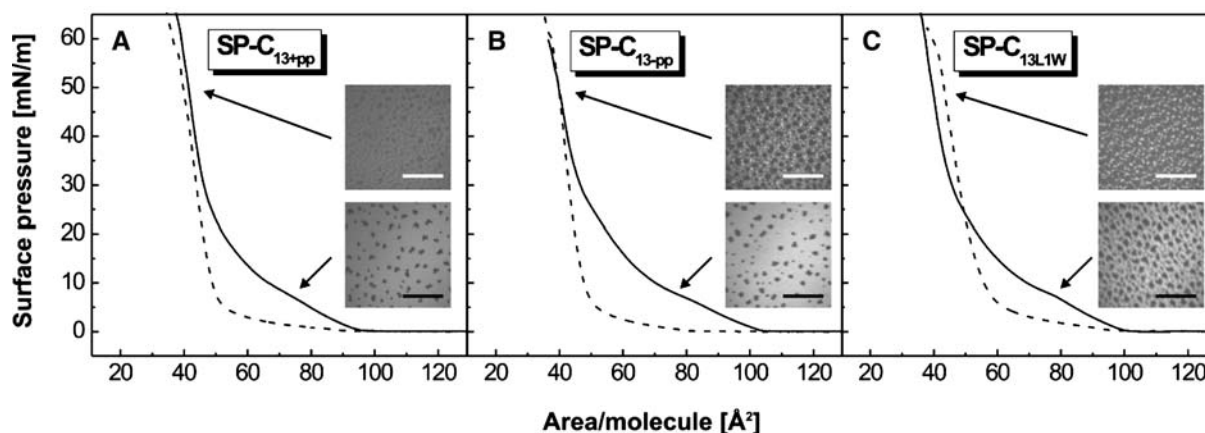 Surface pressure [mN/m]
60
50
40
30
20
10
0
A
SP-C13+pp
B
SP-C13-pp
C
SP-C13L1W
20 40 60 80 100 120
20 40 60 80 100 120
20 40 60 80 100 120
Area/molecule [Å²]